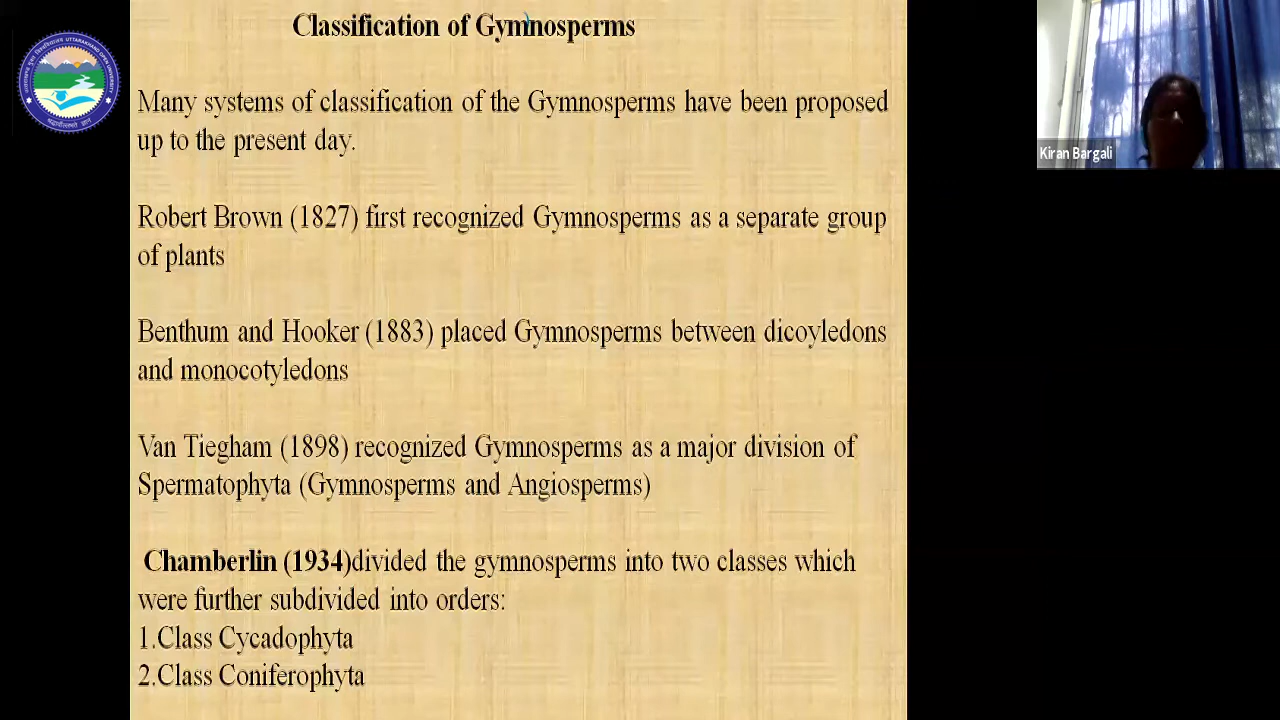 Classification of Gymnosperms
Many systems of classification of the Gymnosperms have been proposed
up to the present day.
Robert Brown (1827) first recognized Gymnosperms as a separate group
of plants
Benthum and Hooker (1883) placed Gymnosperms between dicoyledons
and monocotyledons
Van Tiegham (1898) recognized Gymnosperms as a major division of
Spermatophyta (Gymnosperms and Angiosperms)
Chamberlin (1934)divided the gymnosperms into two classes which
were further subdivided into orders:
1.Class Cycadophyta
2.Class Coniferophyta
UTTARAKHAND OPEN UNIVERSITY
Kiran Bargali